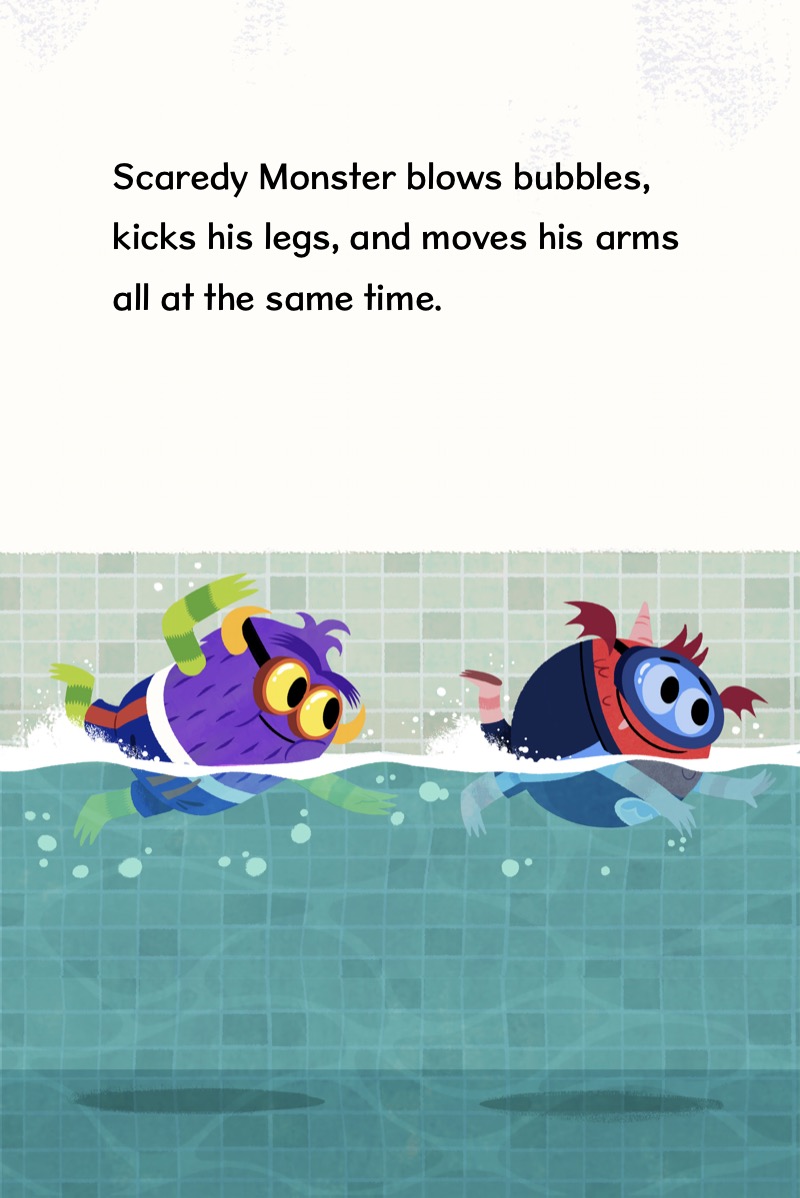 Scaredy Monster blows bubbles,
kicks his legs, and moves his arms
all at the same time.